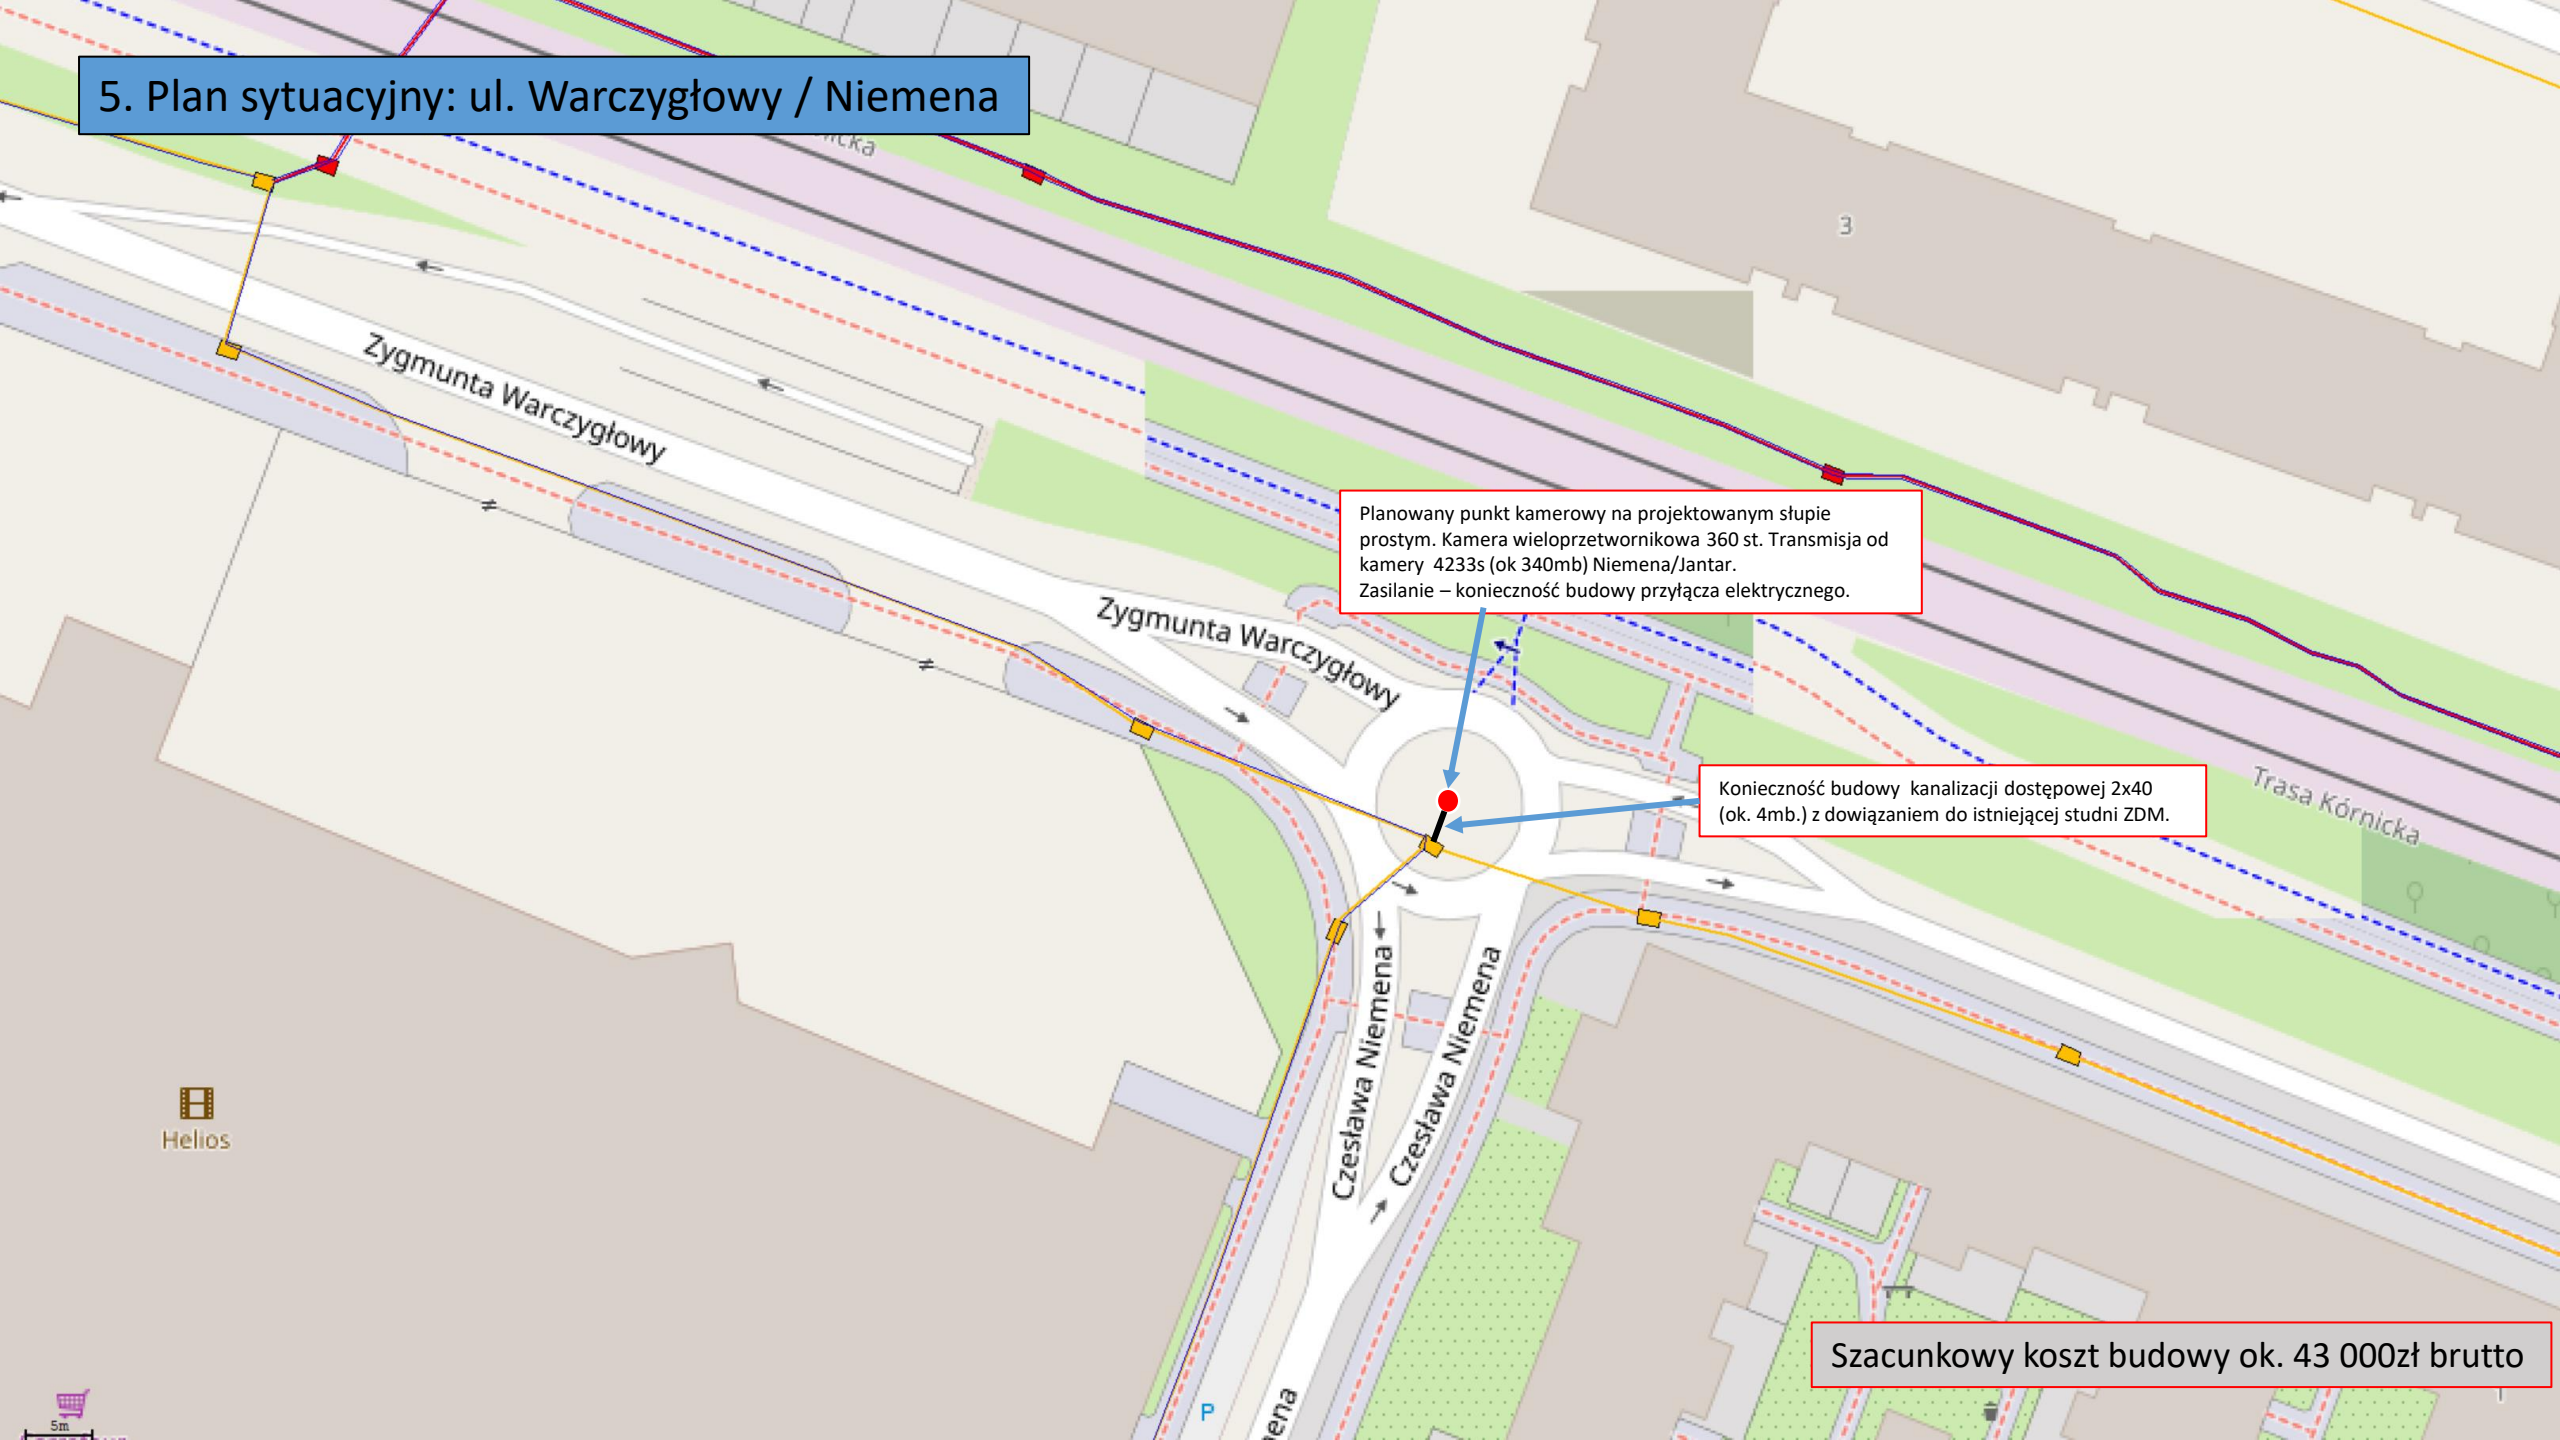 5. Plan sytuacyjny: ul. Warczygłowy / Niemena
3
Zygmunta Warczygłowy
Planowany punkt kamerowy na projektowanym słupie
prostym. Kamera wieloprzetwornikowa 360 st. Transmisja od
kamery 4233s (ok 340mb) Niemena/Jantar.
Zasilanie – konieczność budowy przyłącza elektrycznego.
Zygmunta Warczygłowy
Konieczność budowy kanalizacji dostępowej 2x40
(ok. 4mb.) z dowiązaniem do istniejącej studni ZDM.
Trasa Kórnicka
Czesława Niemena
Czesława Niemena
Helios
Szacunkowy koszt budowy ok. 43 000zł brutto
P
5m